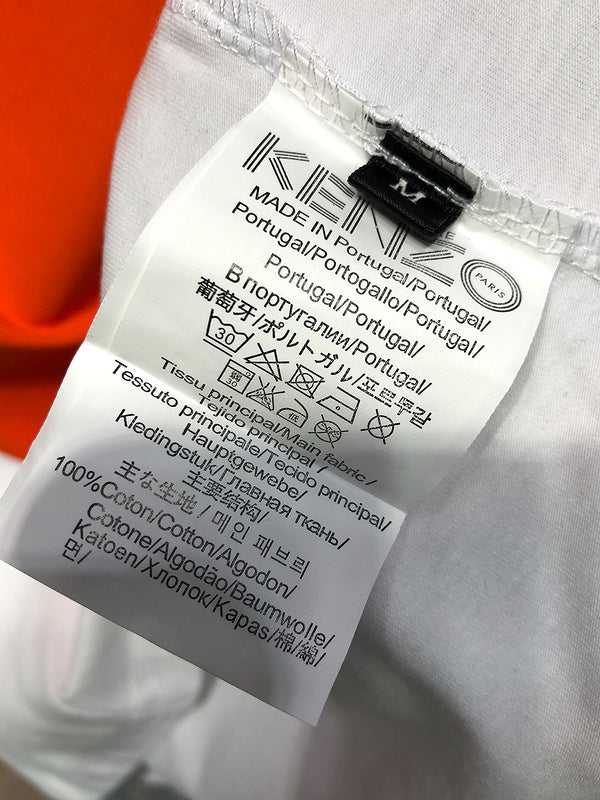 KENZO
PARIS
M
MADE IN Portugal/Portugal/
Portugal/Portogallo/Portugal/
Portugal/Portugal/
В португалии/Portugal/
葡萄牙/ポルトガル/포르투갈
30
弱
30
低
Tissu principal/Main fabric/
Tejido principal/
Tessuto principale/Tecido principal/
Hauptgewebe/
Kledingstuk/Главная ткань/
主要结构/
主な生地/메인 패브릭
100%Coton/Cotton/Algodon/
Cotone/Algodão/Baumwolle/
Katoen/Хлопок/Kapas/棉/綿/
면/